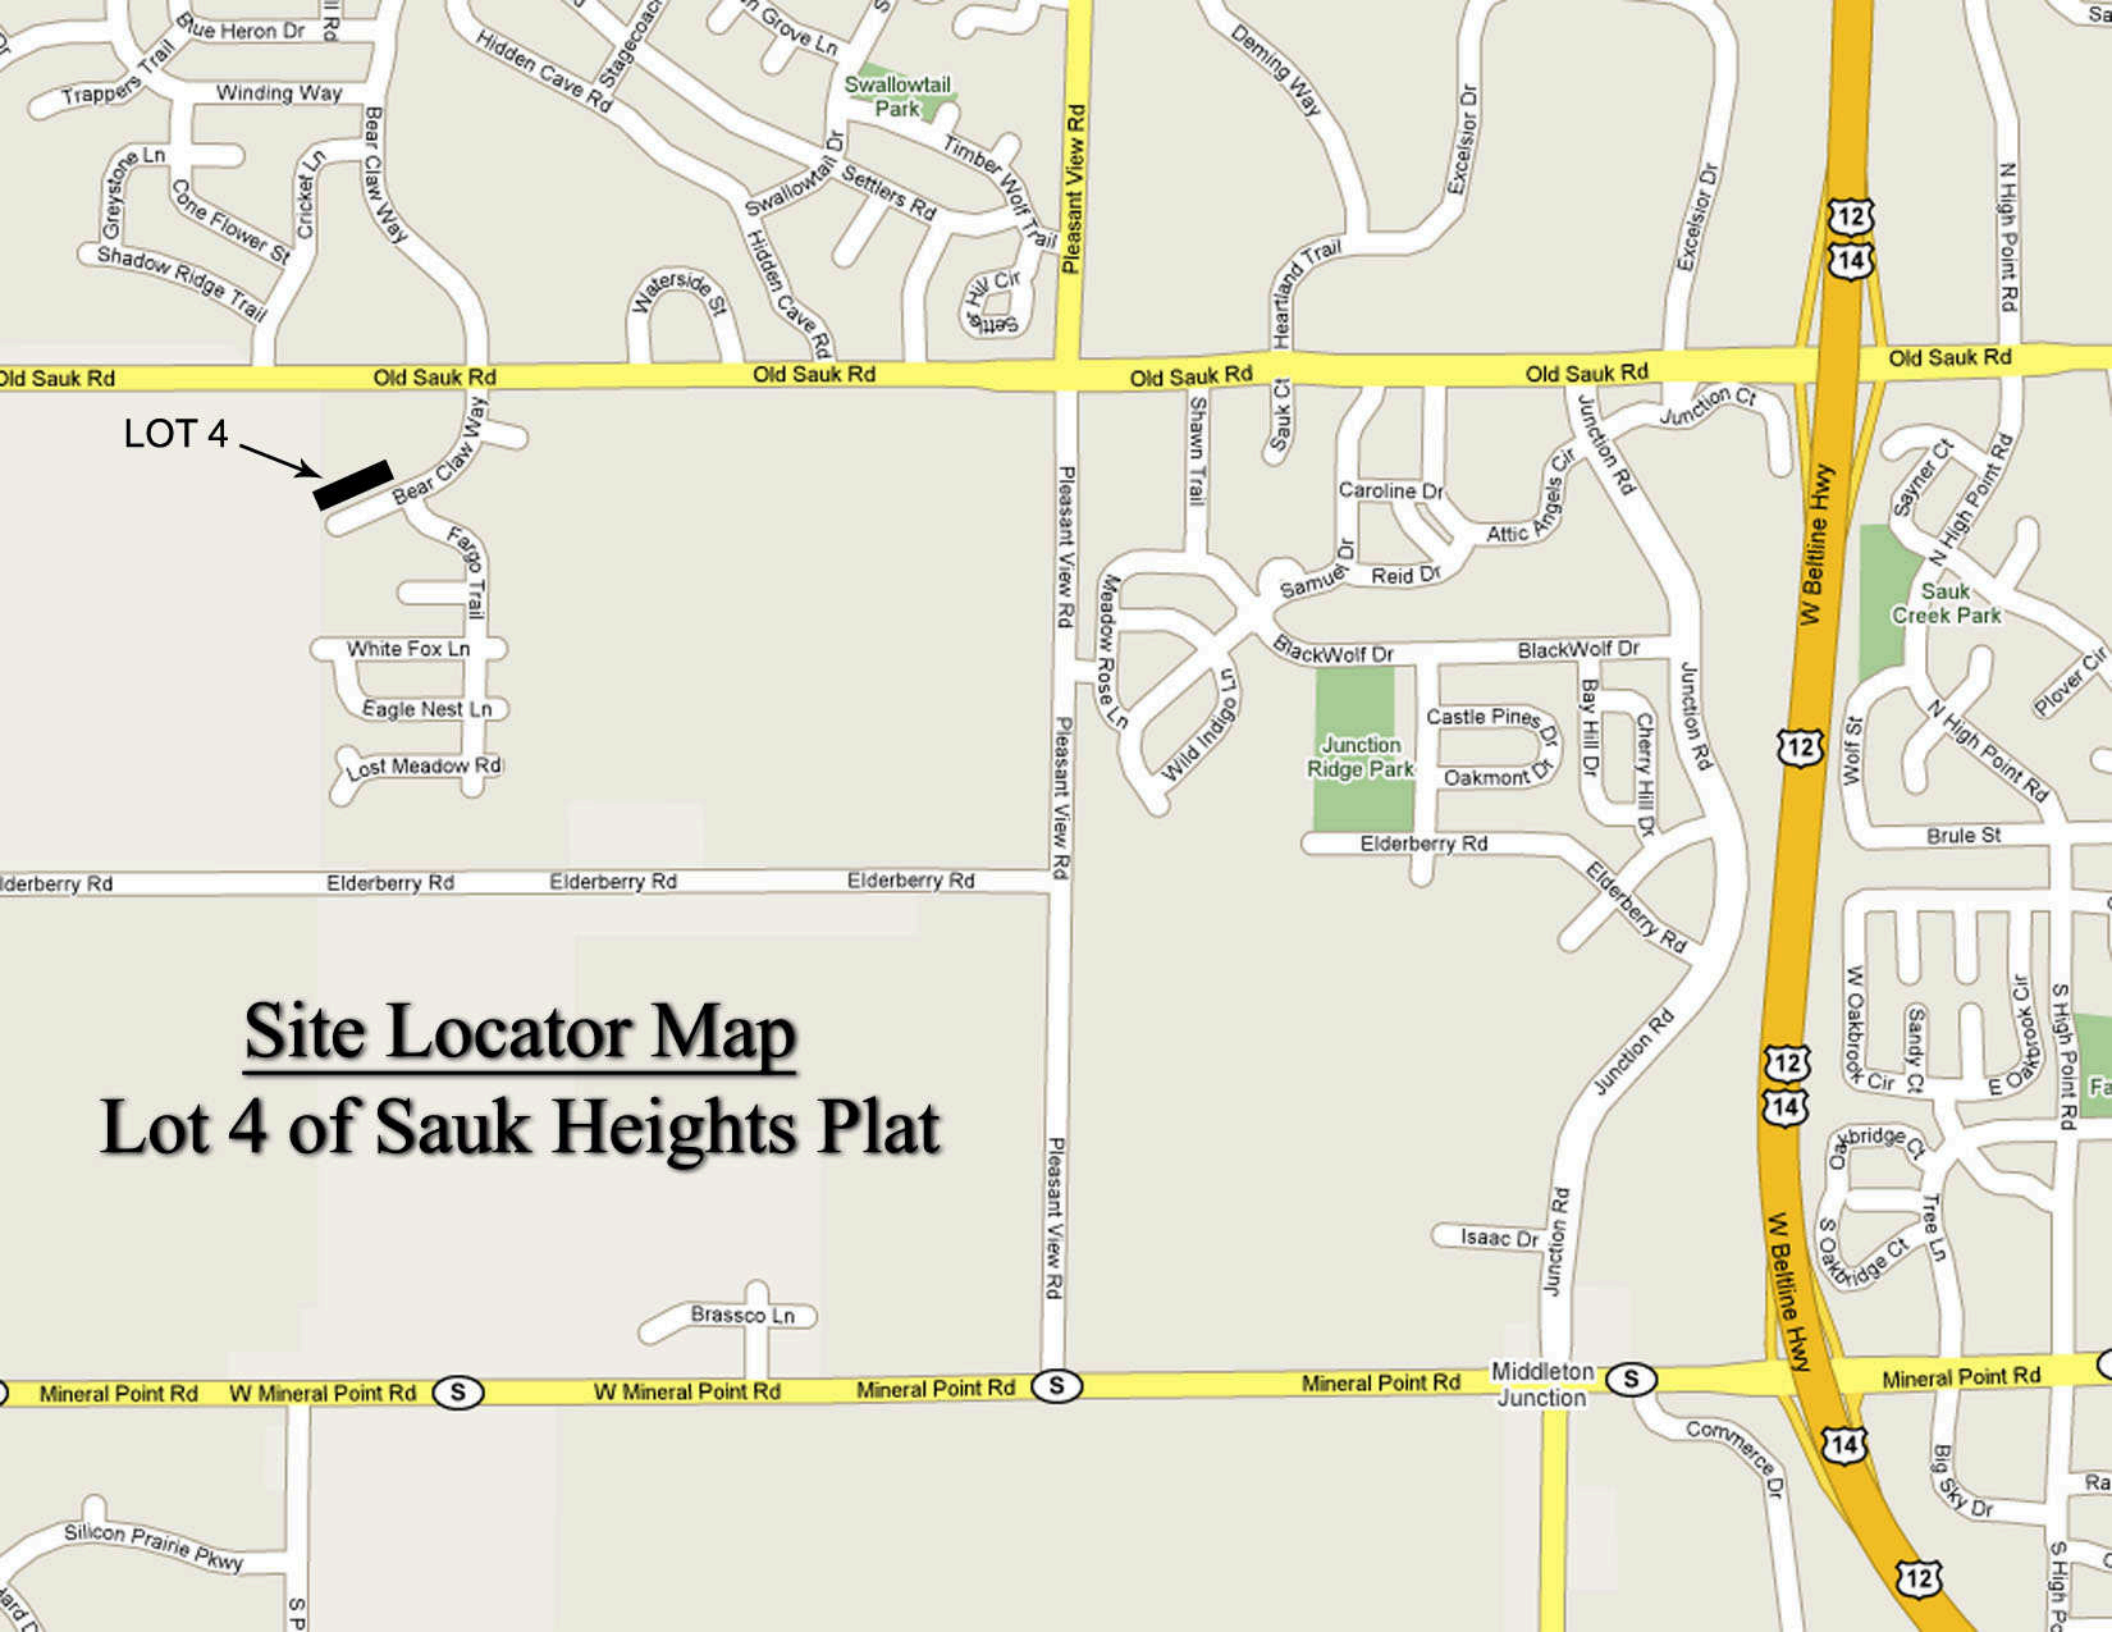 Blue Heron Dr
Trappers Trail
Winding Way
Bear Claw Way
Greystone Ln
Cone Flower St
Cricket Ln
Shadow Ridge Trail
Hidden Cave Rd
Grove Ln
Swallowtail
Park
Swallowtail Dr
Settlers Rd
Timber Wolf Trail
Hidden Cave Rd
Waterside St
Pleasant View Rd
Deming Way
Excelsior Dr
Excelsior Dr
Heartland Trail
12
14
N High Point Rd
Old Sauk Rd
Old Sauk Rd
Old Sauk Rd
Old Sauk Rd
Old Sauk Rd
Old Sauk Rd
LOT 4
Bear Claw Way
Fargo Trail
White Fox Ln
Eagle Nest Ln
Lost Meadow Rd
Pleasant View Rd
Shawn Trail
Sauk Ct
Caroline Dr
Attic Angels Cir
Junction Rd
Junction Ct
Samuel Dr
Reid Dr
Meadow Rose Ln
Wild Indigo Ln
BlackWolf Dr
BlackWolf Dr
W Beltline Hwy
Sayner Ct
N High Point Rd
Sauk
Creek Park
Plover Cir
Pleasant View Rd
Junction
Ridge Park
Castle Pines Dr
Oakmont Dr
Bay Hill Dr
Cherry Hill Dr
Junction Rd
12
Wolf St
N High Point Rd
Brule St
Elderberry Rd
Elderberry Rd
Elderberry Rd
Elderberry Rd
Elderberry Rd
W Oakbrook Cir
Sandy Ct
E Oakbrook Cir
S High Point Rd
Site Locator Map
Lot 4 of Sauk Heights Plat
Junction Rd
12
14
Oakbridge Ct
S Oakbridge Ct
Tree Ln
Pleasant View Rd
Isaac Dr
Junction Rd
W Beltline Hwy
Brassco Ln
Mineral Point Rd
W Mineral Point Rd
S
W Mineral Point Rd
Mineral Point Rd
S
Mineral Point Rd
Middleton
Junction
S
Mineral Point Rd
Commerce Dr
14
Big Sky Dr
Silicon Prairie Pkwy
12